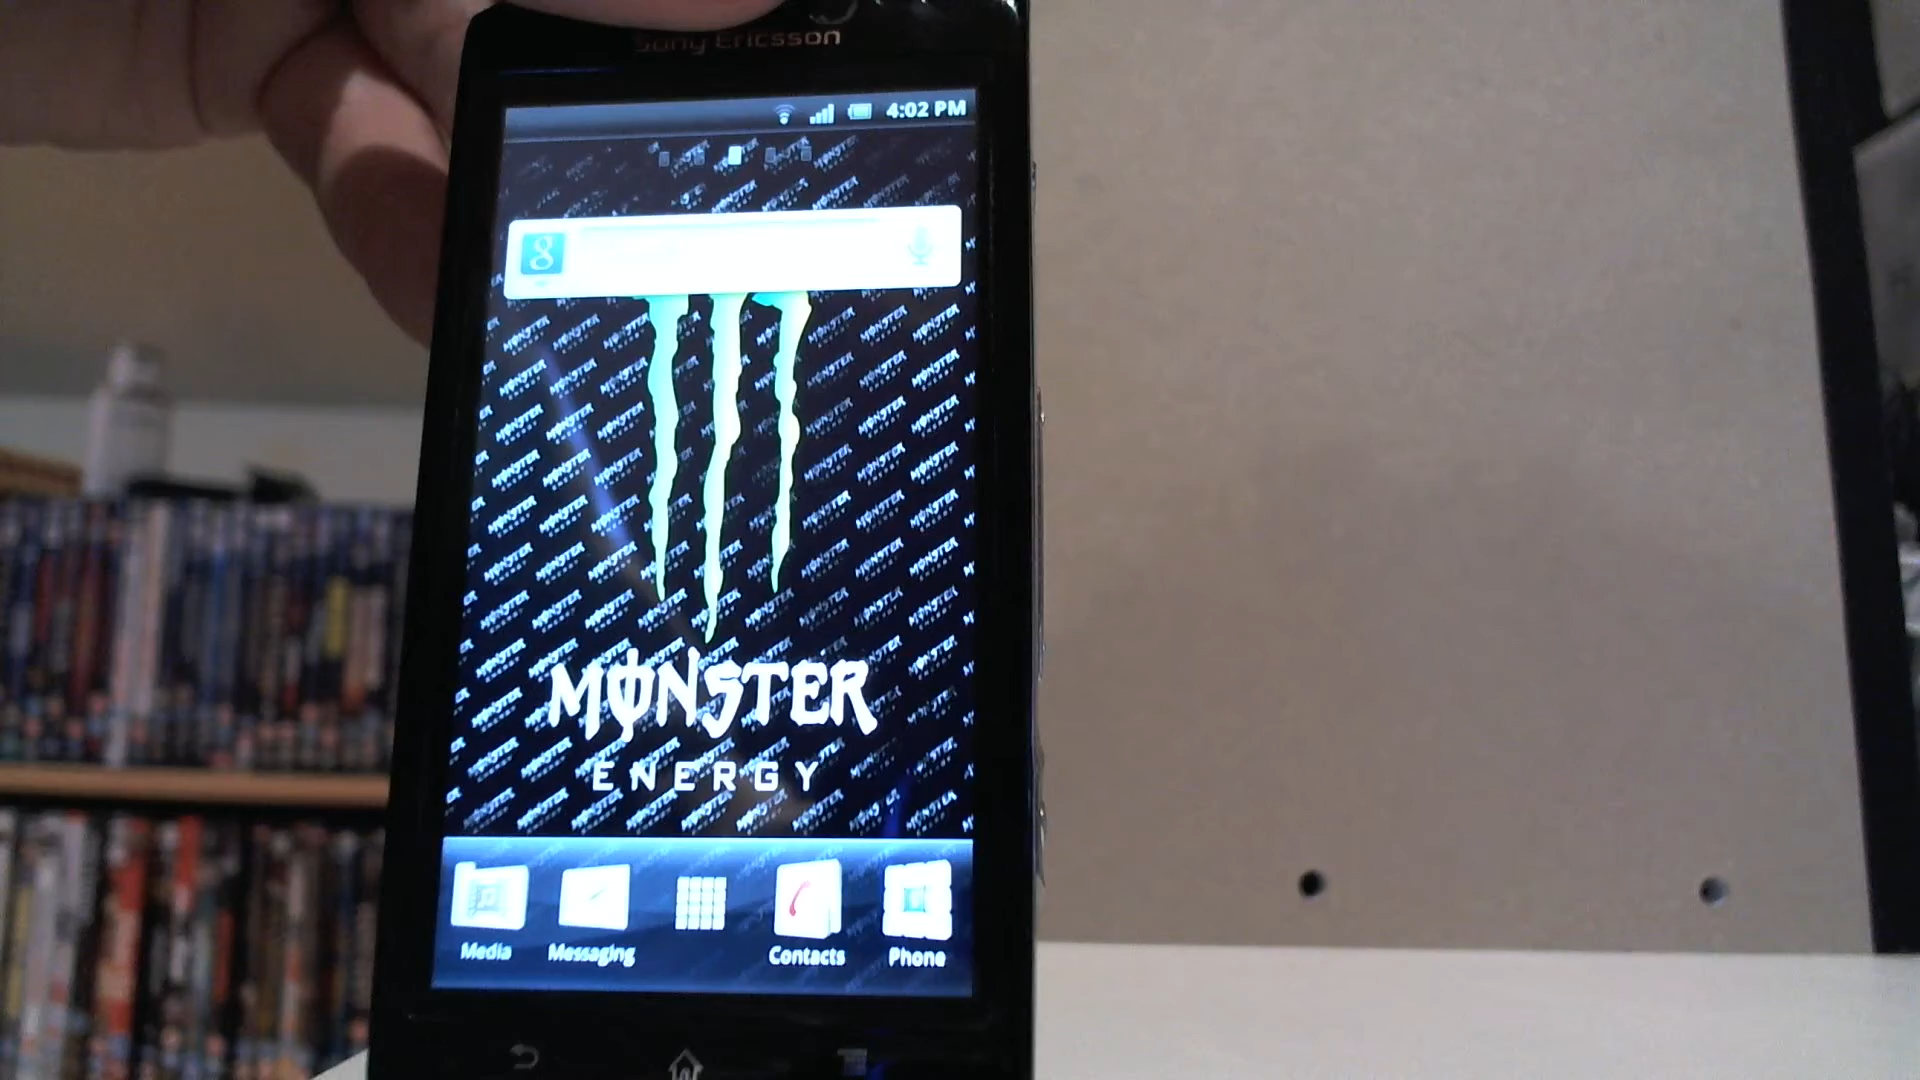 Sony Ericsson
4:02 PM
MONSTER
ENERGY
Media
Messaging
Contacts
Phone